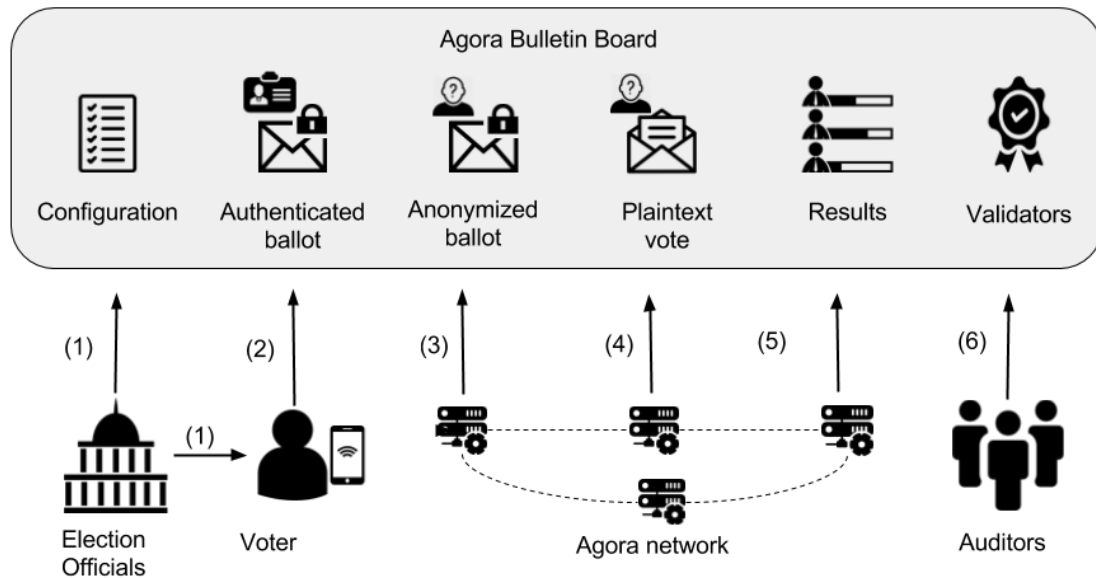 Agora Bulletin Board
?
?
Configuration
Authenticated
ballot
Anonymized
ballot
Plaintext
vote
Results
Validators
(1)
(2)
(3)
(4)
(5)
(6)
(1)
Election
Officials
Voter
Agora network
Auditors